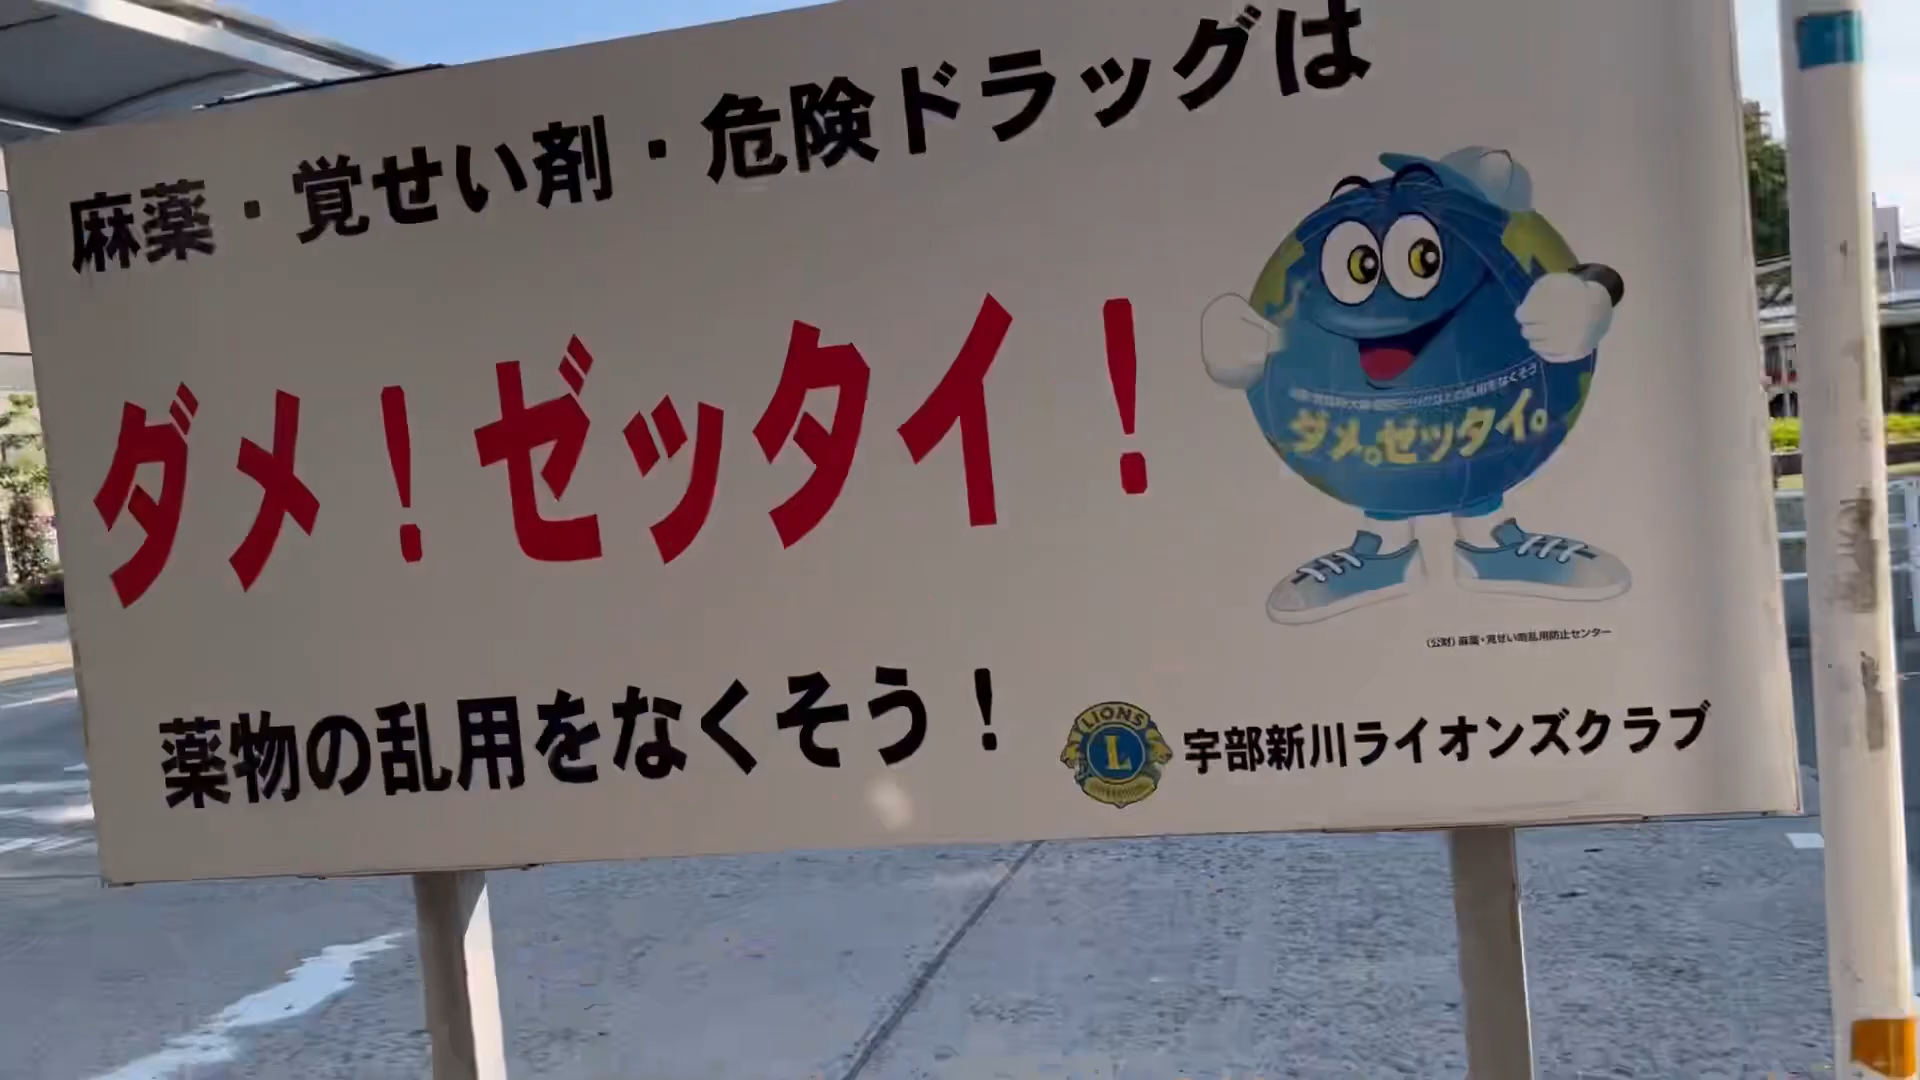 麻薬・覚せい剤・危険ドラッグは
ダメ！ゼッタイ！
ダメ。ゼッタイ。
(公財) 麻薬・覚せい剤乱用防止センター
薬物の乱用をなくそう！
LIONS
L
宇部新川ライオンズクラブ